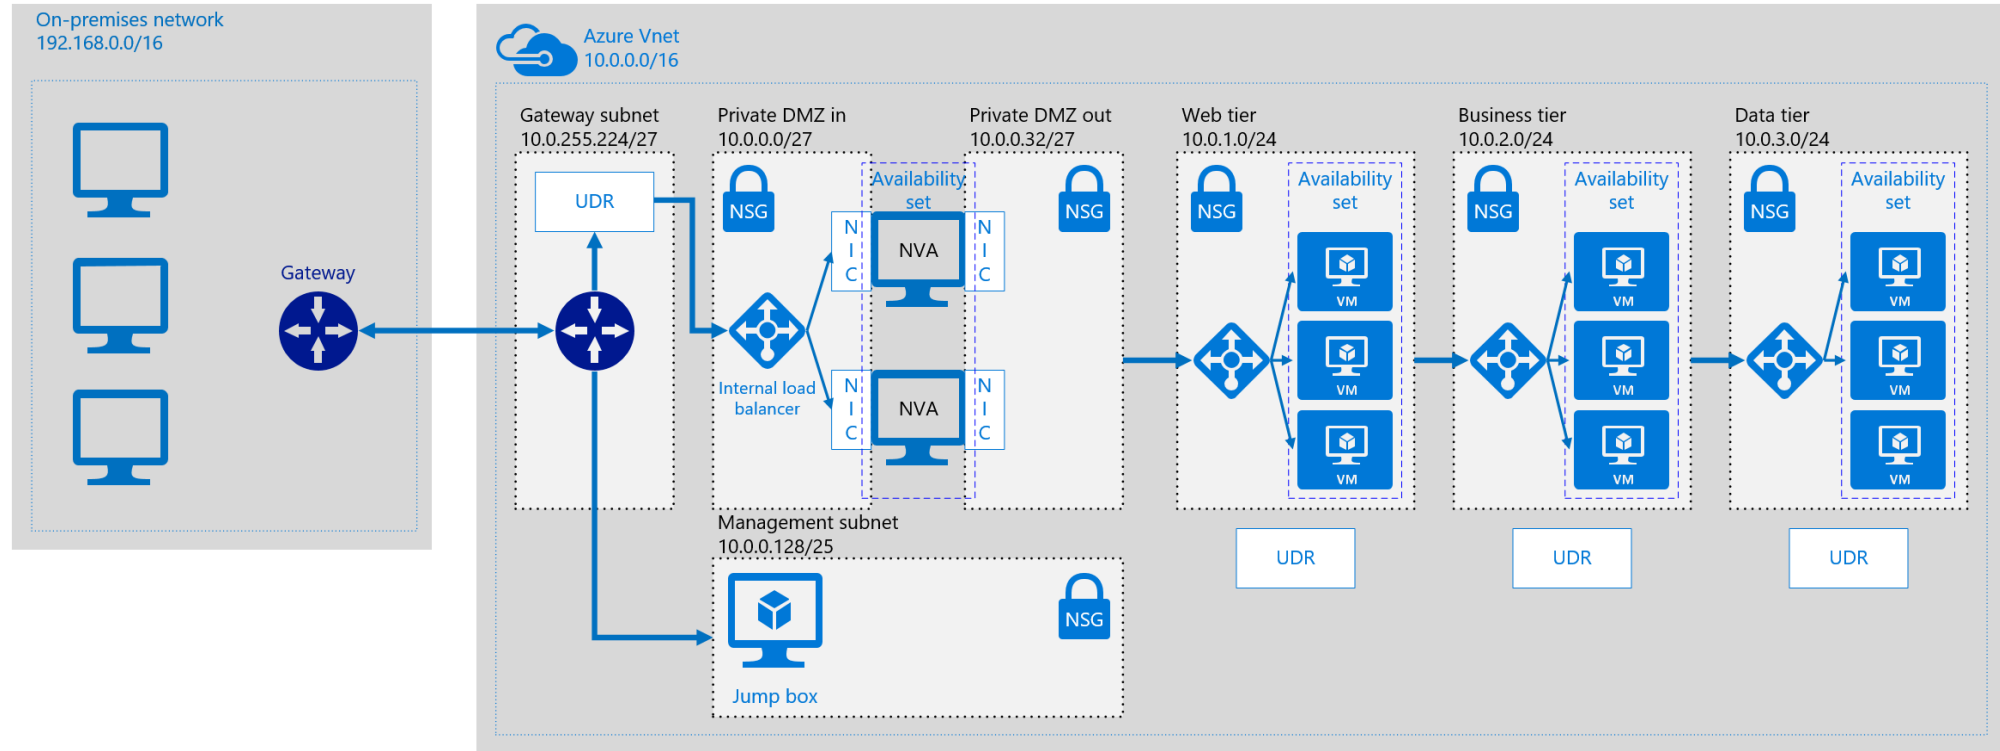 On-premises network
192.168.0.0/16
Gateway
Azure Vnet
10.0.0.0/16
Gateway subnet
10.0.255.224/27
UDR
Private DMZ in
10.0.0.0/27
NSG
Internal load
balancer
Availability
set
N
I
C
NVA
N
I
C
N
I
C
NVA
N
I
C
Private DMZ out
10.0.0.32/27
NSG
Management subnet
10.0.0.128/25
Jump box
NSG
Web tier
10.0.1.0/24
NSG
Availability
set
VM
VM
VM
UDR
Business tier
10.0.2.0/24
NSG
Availability
set
VM
VM
VM
UDR
Data tier
10.0.3.0/24
NSG
Availability
set
VM
VM
VM
UDR